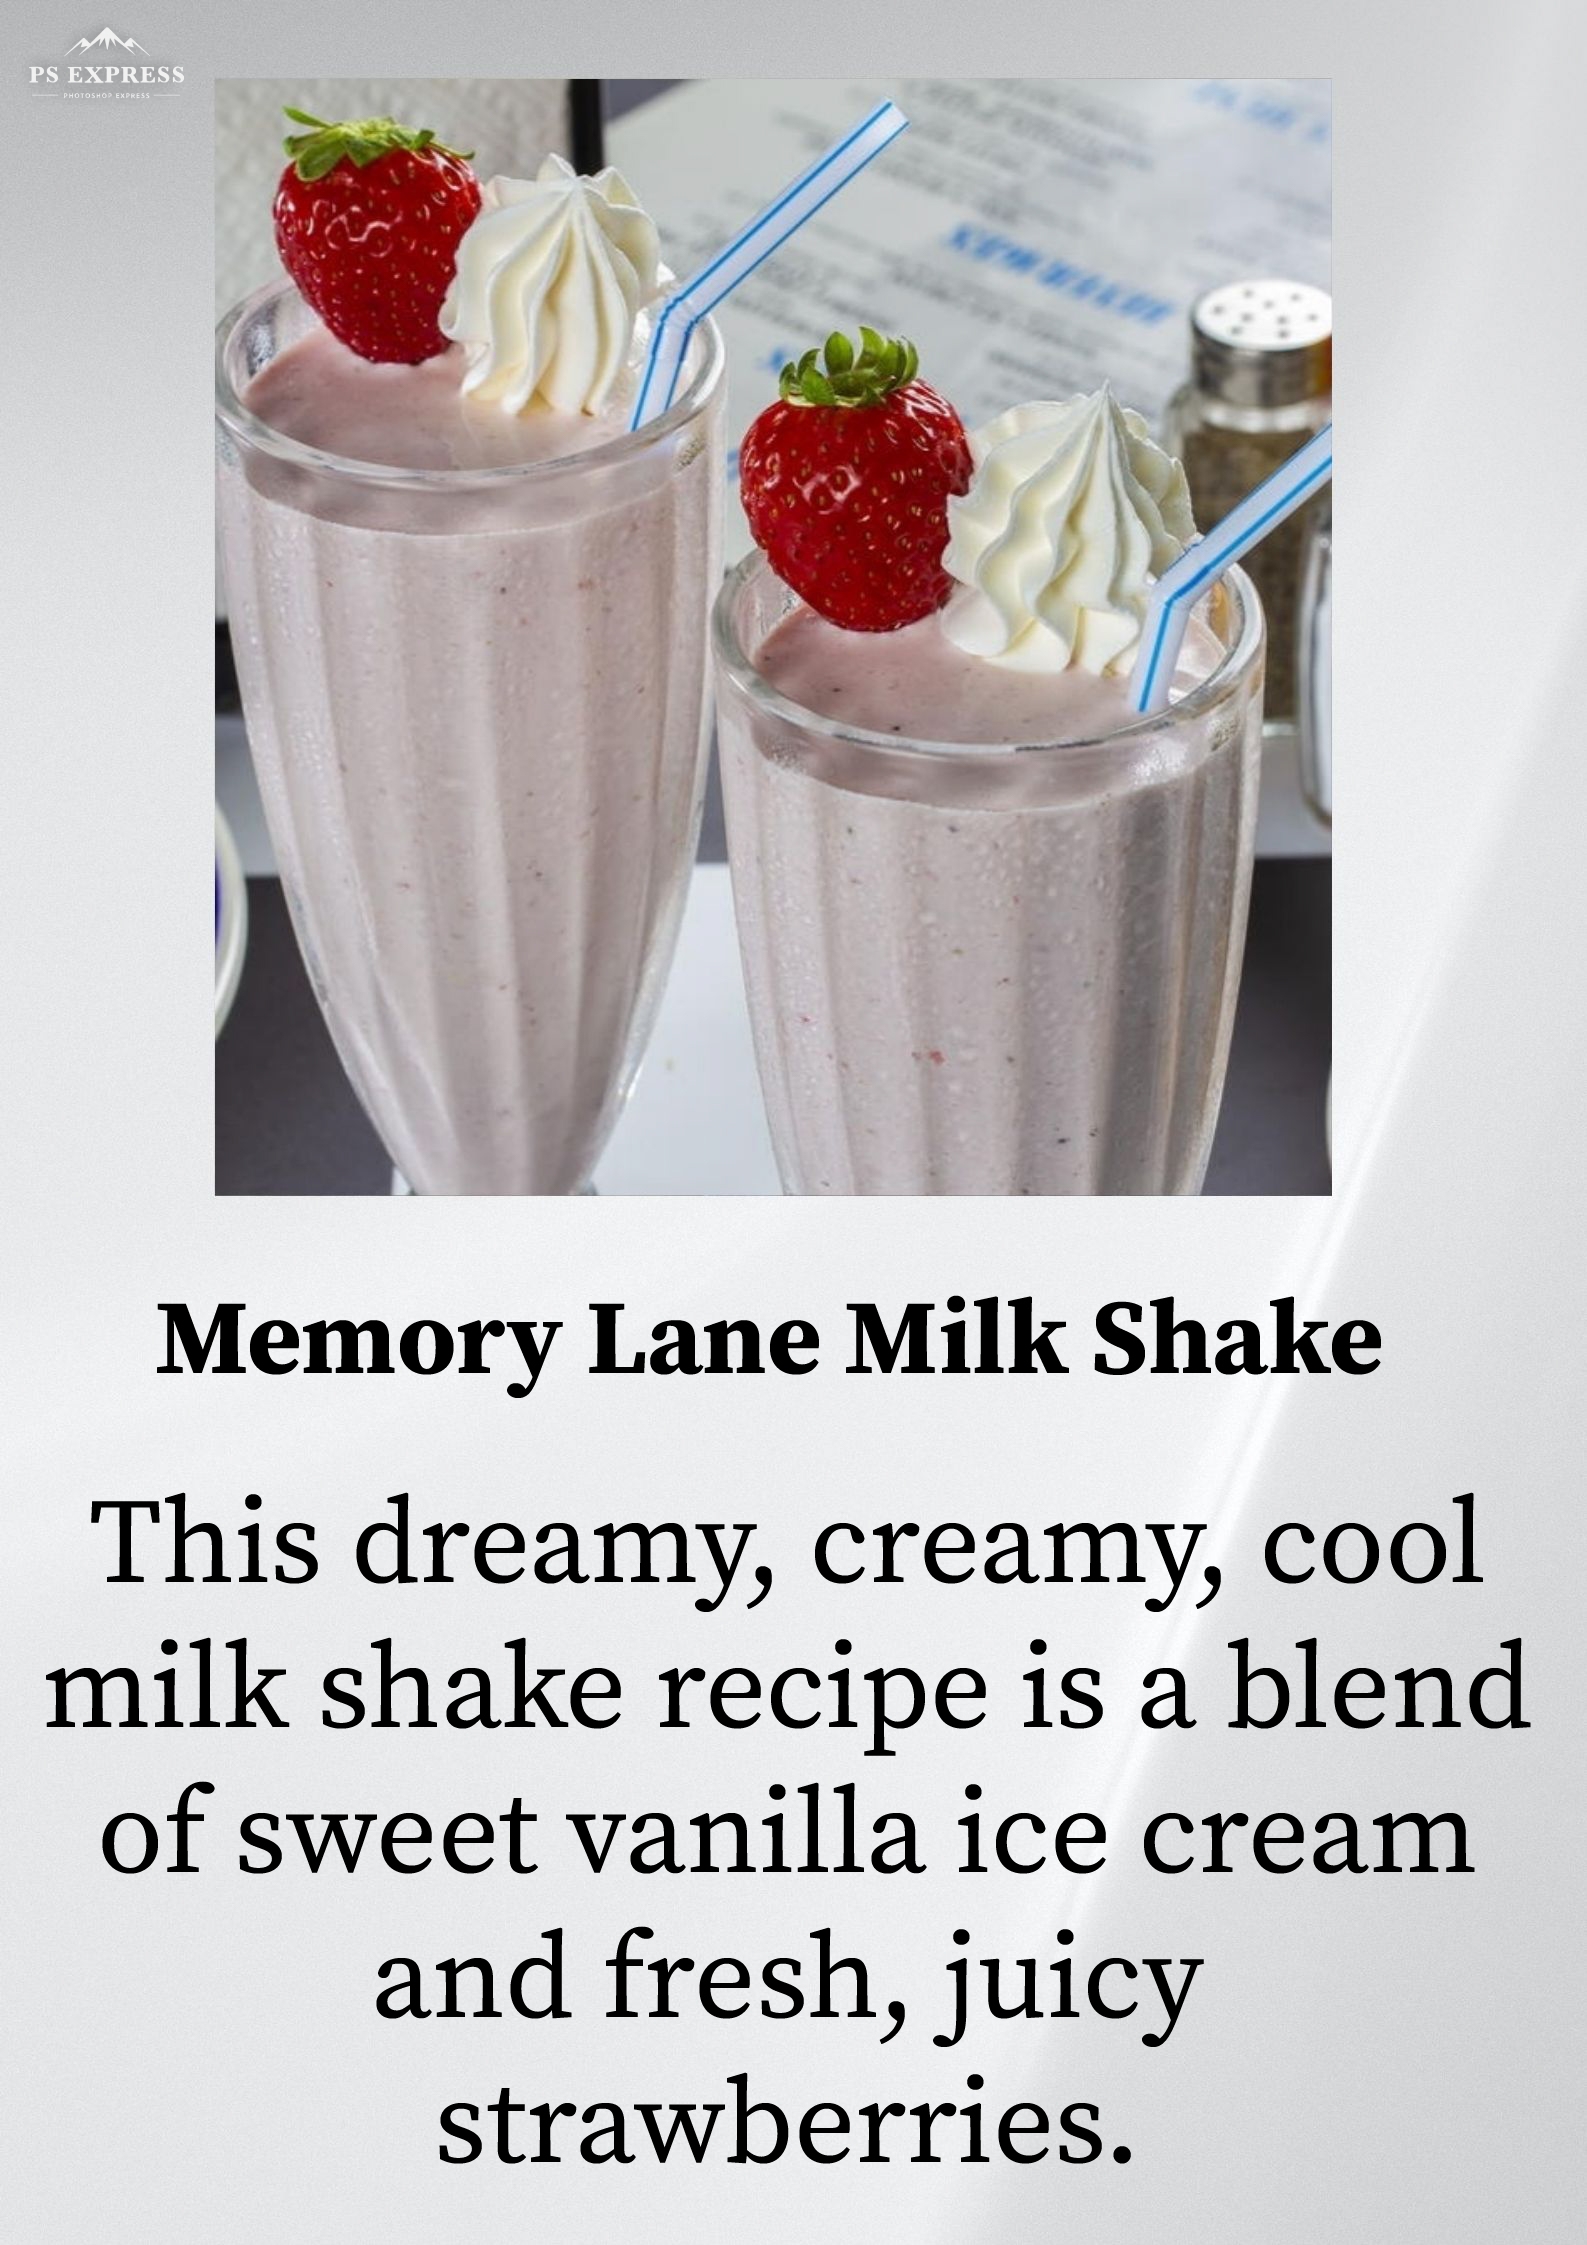 PS EXPRESS
PHOTOSHOP EXPRESS
Memory Lane Milk Shake
This dreamy, creamy, cool
milk shake recipe is a blend
of sweet vanilla ice cream
and fresh, juicy
strawberries.